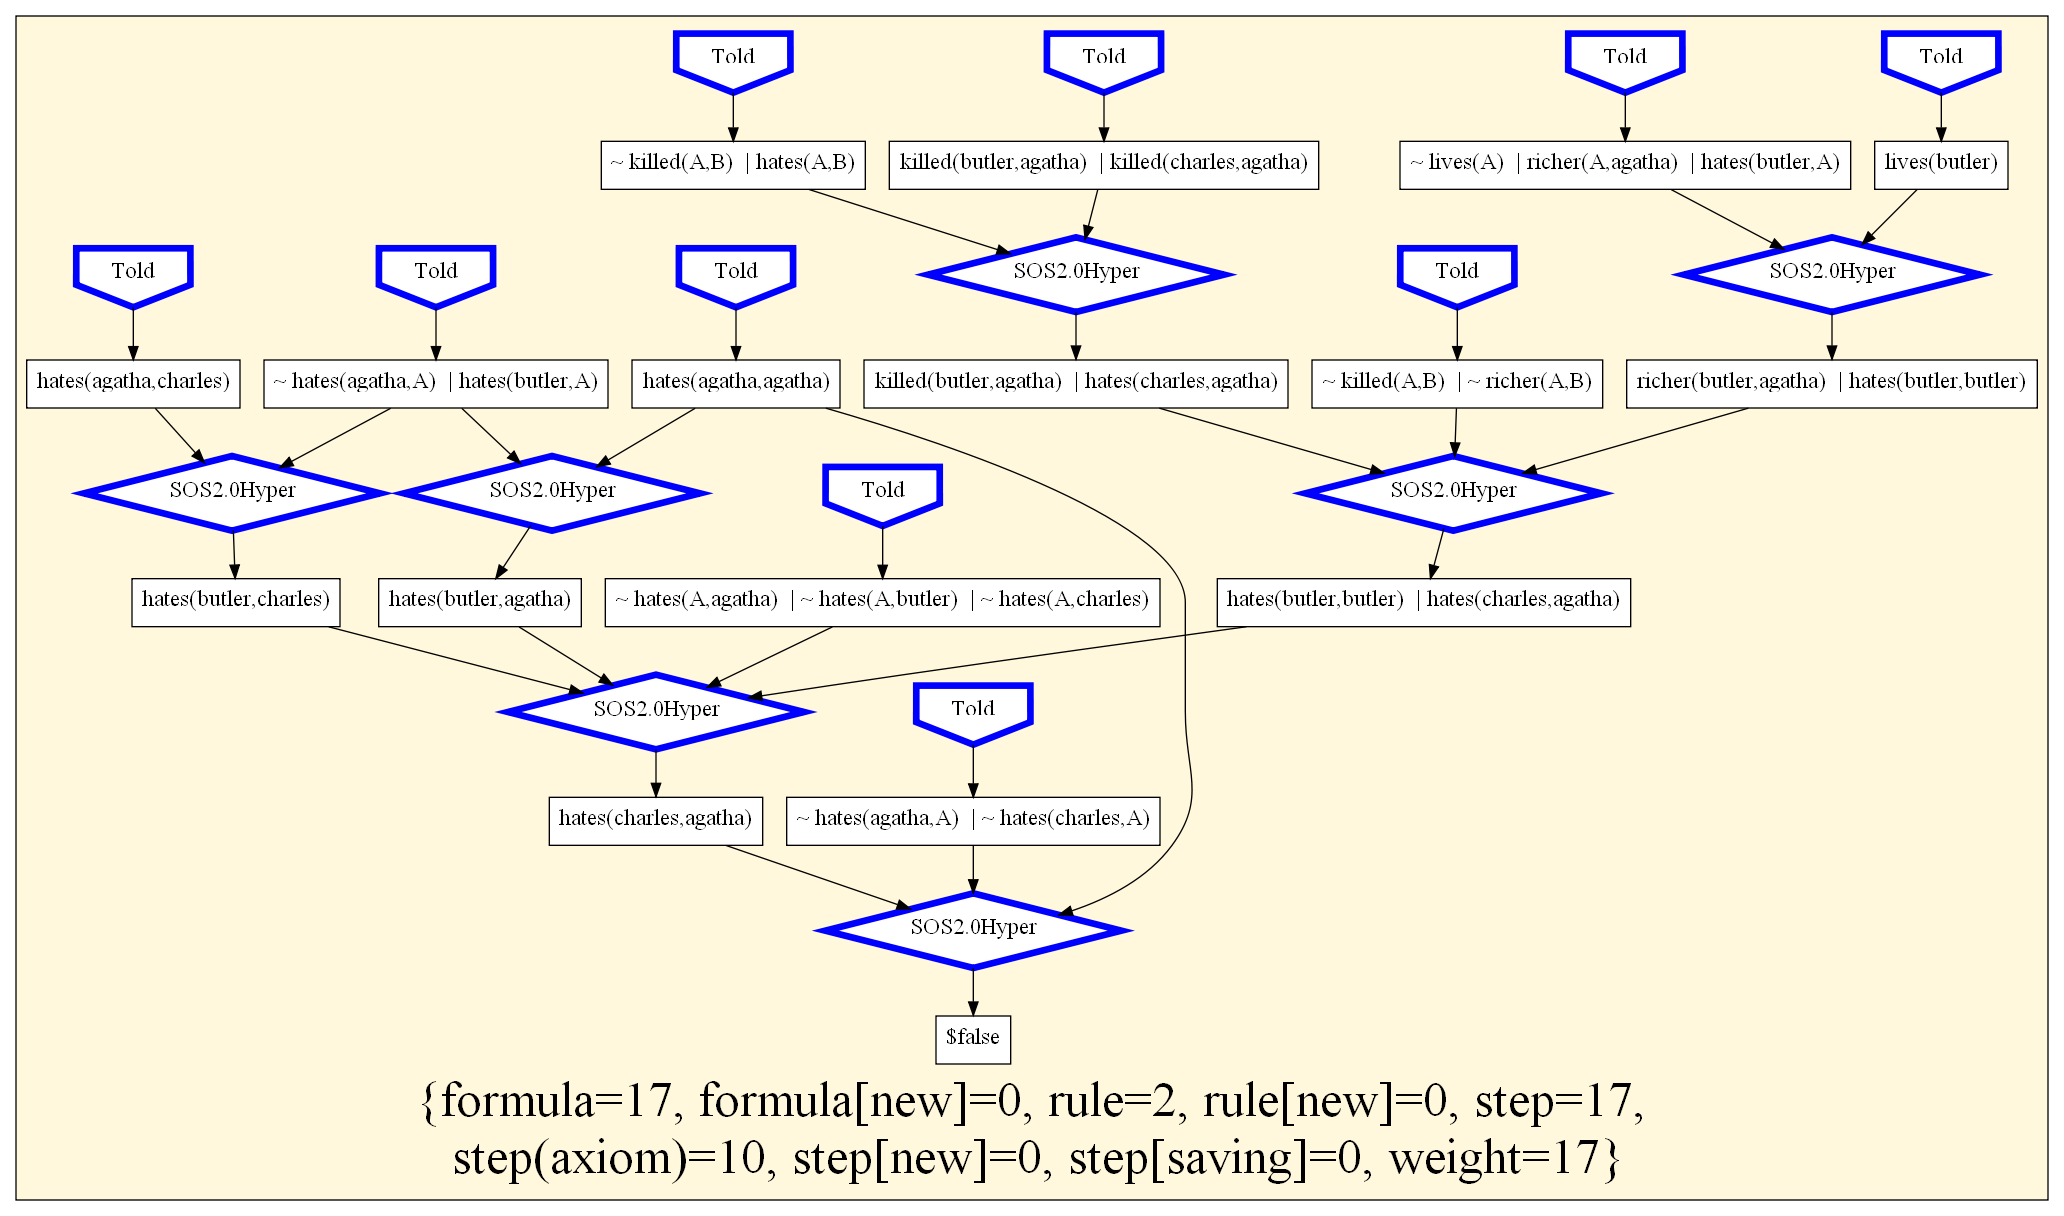 Told
Told
Told
Told
~ killed(A,B) | hates(A,B)
killed(butler,agatha) | killed(charles,agatha)
~ lives(A) | richer(A,agatha) | hates(butler,A)
lives(butler)
Told
Told
Told
SOS2.0Hyper
Told
SOS2.0Hyper
hates(agatha,charles)
~ hates(agatha,A) | hates(butler,A)
hates(agatha,agatha)
killed(butler,agatha) | hates(charles,agatha)
~ killed(A,B) | ~ richer(A,B)
richer(butler,agatha) | hates(butler,butler)
SOS2.0Hyper
SOS2.0Hyper
Told
SOS2.0Hyper
hates(butler,charles)
hates(butler,agatha)
~ hates(A,agatha) | ~ hates(A,butler) | ~ hates(A,charles)
hates(butler,butler) | hates(charles,agatha)
SOS2.0Hyper
Told
hates(charles,agatha)
~ hates(agatha,A) | ~ hates(charles,A)
SOS2.0Hyper
$false
{formula=17, formula[new]=0, rule=2, rule[new]=0, step=17,
step(axiom)=10, step[new]=0, step[saving]=0, weight=17}